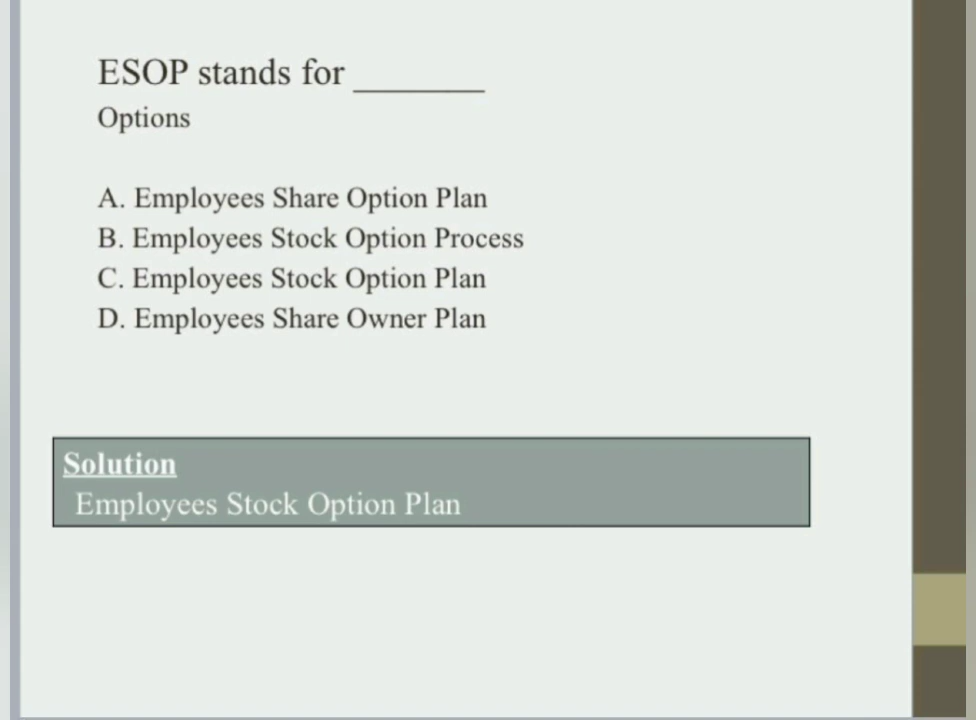 ESOP stands for _______
Options
A. Employees Share Option Plan
B. Employees Stock Option Process
C. Employees Stock Option Plan
D. Employees Share Owner Plan
Solution
Employees Stock Option Plan